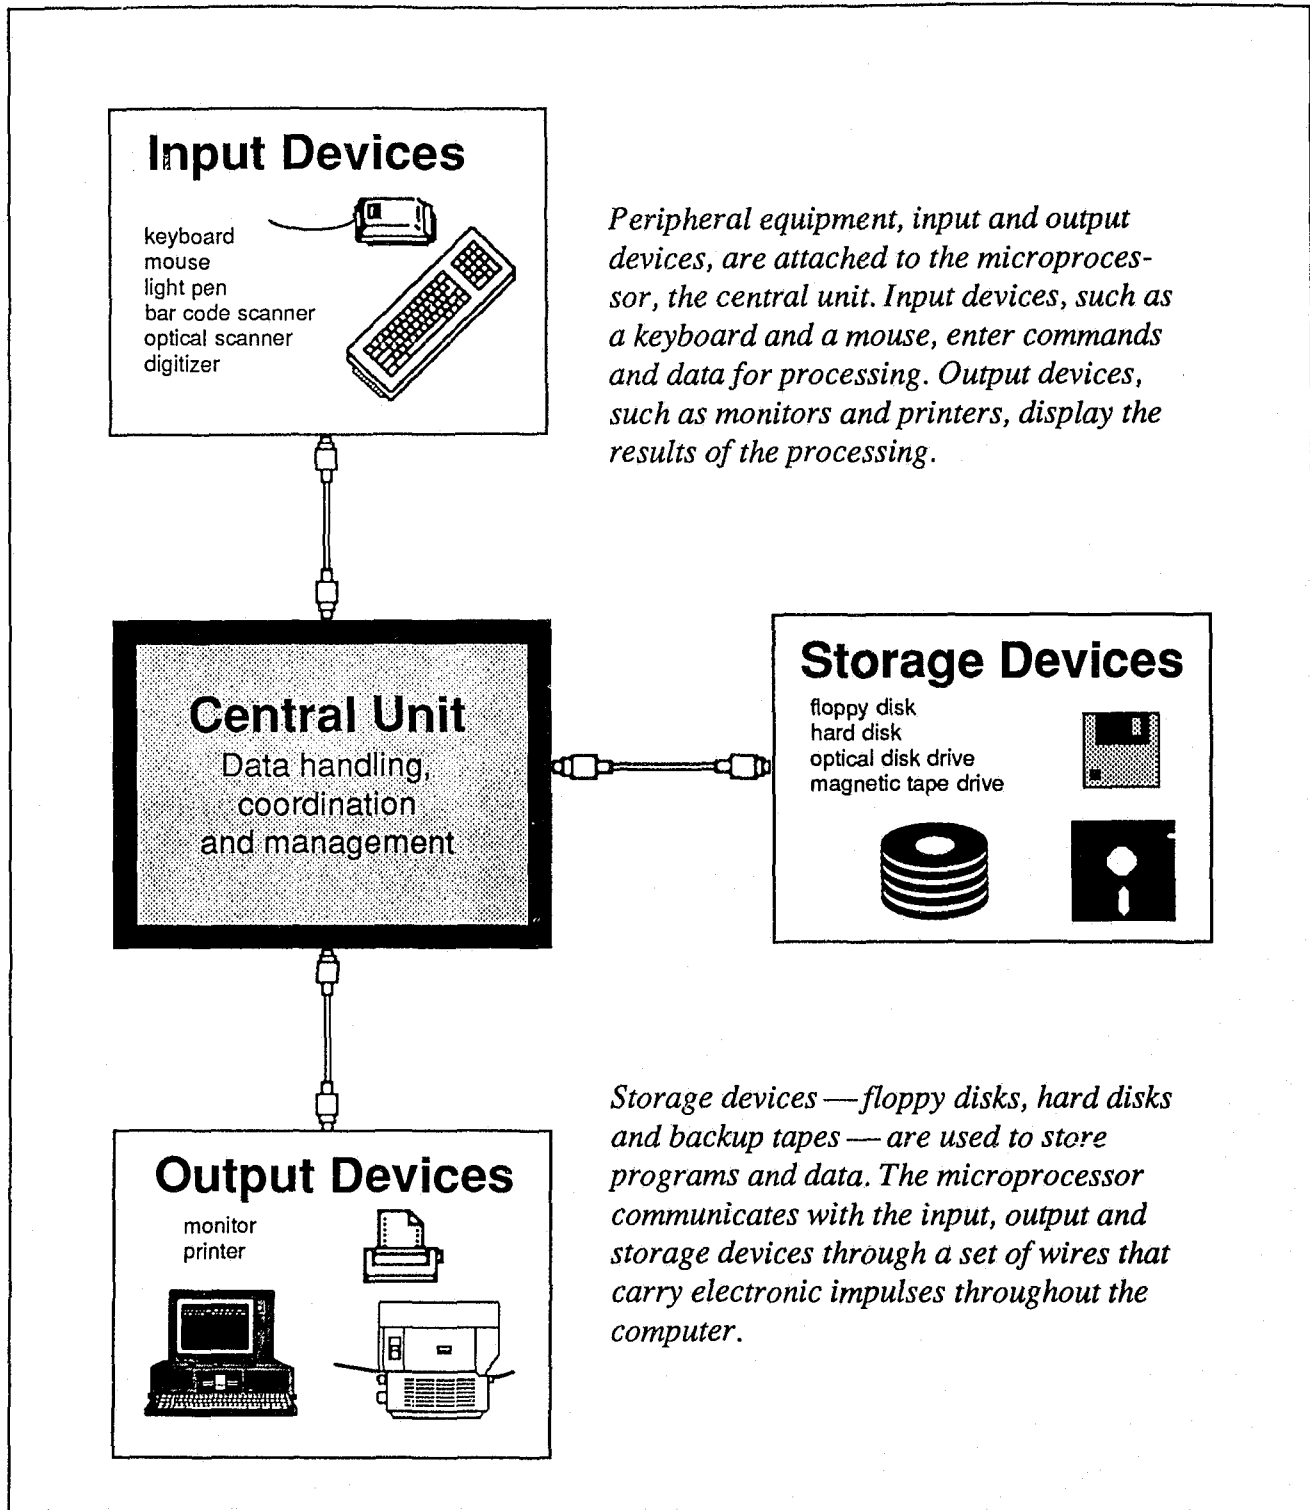 Input Devices
keyboard
mouse
light pen
bar code scanner
optical scanner
digitizer
Peripheral equipment, input and output
devices, are attached to the microproces-
sor, the central unit. Input devices, such as
a keyboard and a mouse, enter commands
and data for processing. Output devices,
such as monitors and printers, display the
results of the processing.
Central Unit
Data handling,
coordination
and management
Storage Devices
floppy disk
hard disk
optical disk drive
magnetic tape drive
Output Devices
monitor
printer
Storage devices — floppy disks, hard disks
and backup tapes — are used to store
programs and data. The microprocessor
communicates with the input, output and
storage devices through a set of wires that
carry electronic impulses throughout the
computer.